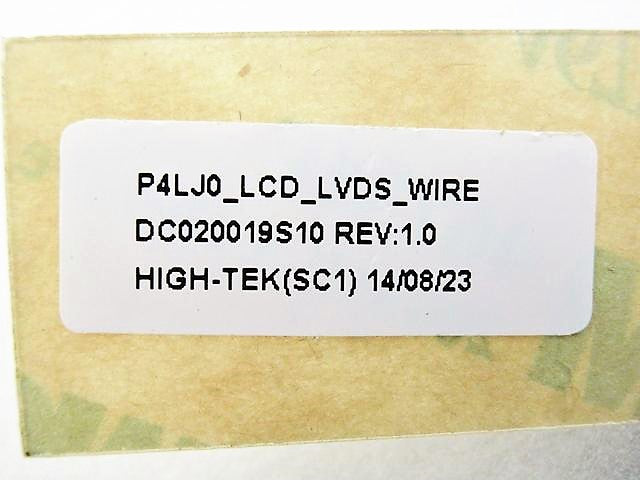 P4LJ0_LCD_LVDS_WIRE
DC020019S10 REV:1.0
HIGH-TEK(SC1) 14/08/23